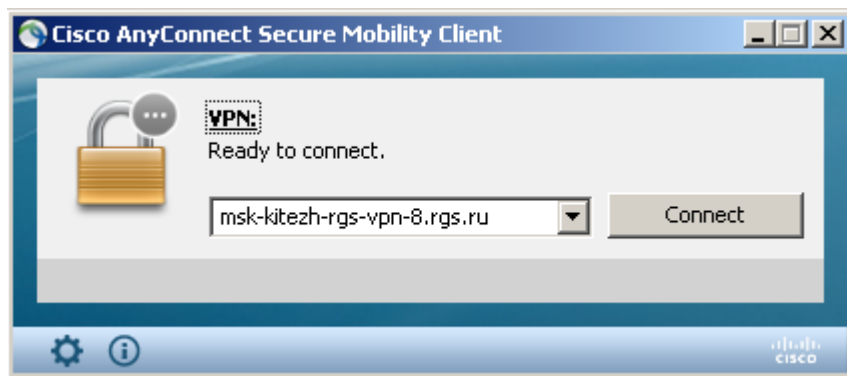 Cisco AnyConnect Secure Mobility Client
VPN:
Ready to connect.
msk-kitezh-rgs-vpn-8.rgs.ru
Connect
CISCO